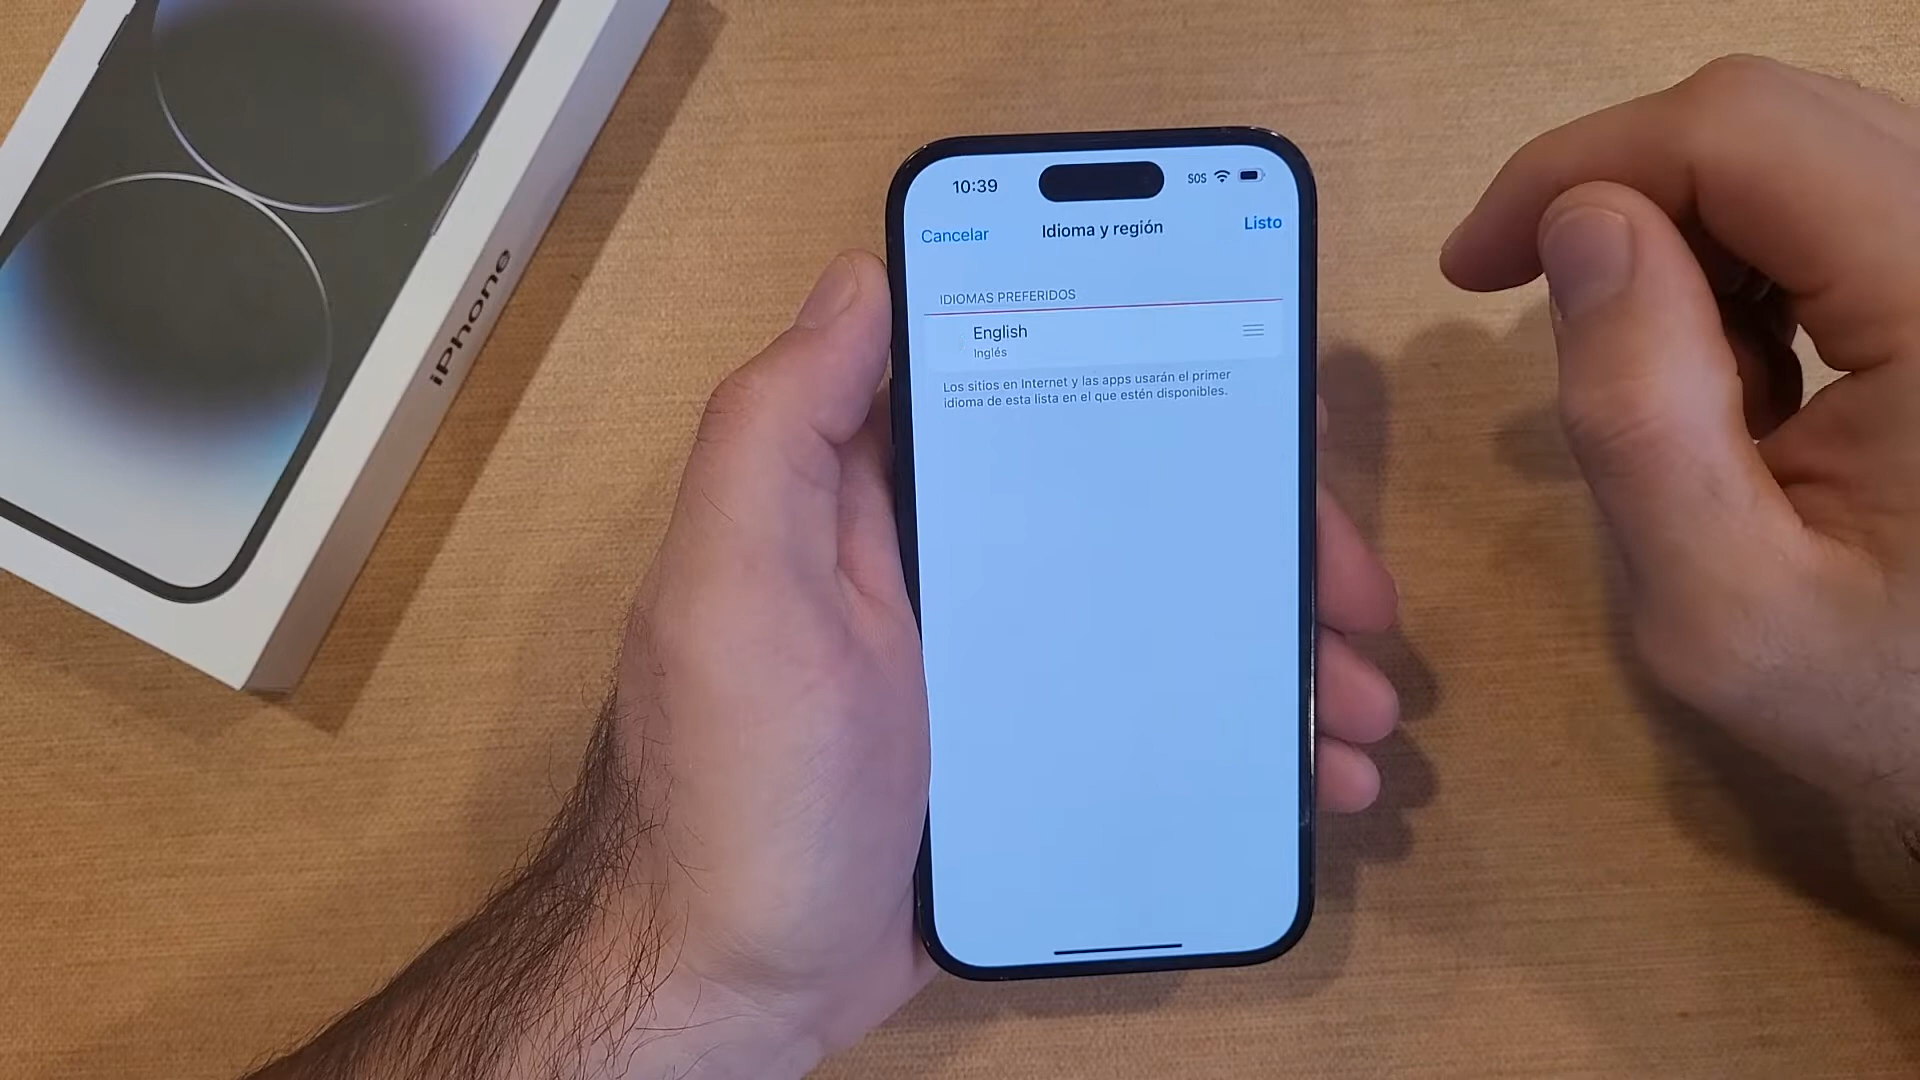 iPhone
10:39
SOS
Cancelar
Idioma y región
Listo
IDIOMAS PREFERIDOS
English
Inglés
Los sitios en Internet y las apps usarán el primer
idioma de esta lista en el que estén disponibles.